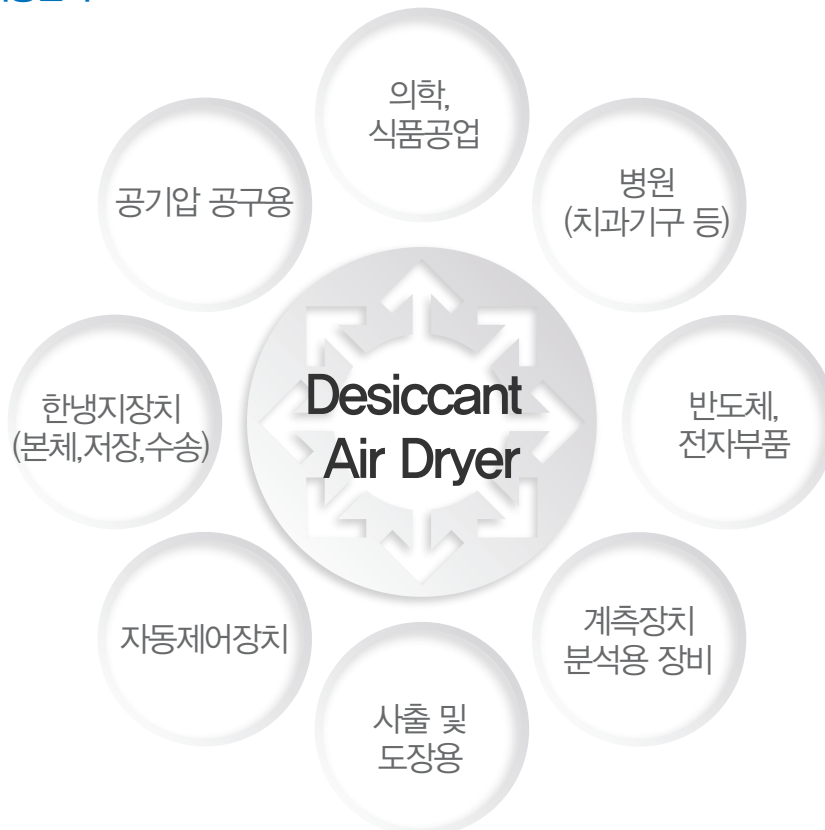 의학,
식품공업
병원
(치과기구 등)
반도체,
전자부품
계측장치
분석용 장비
사출 및
도장용
자동제어장치
한냉지장치
(본체,저장,수송)
공기압 공구용
Desiccant
Air Dryer